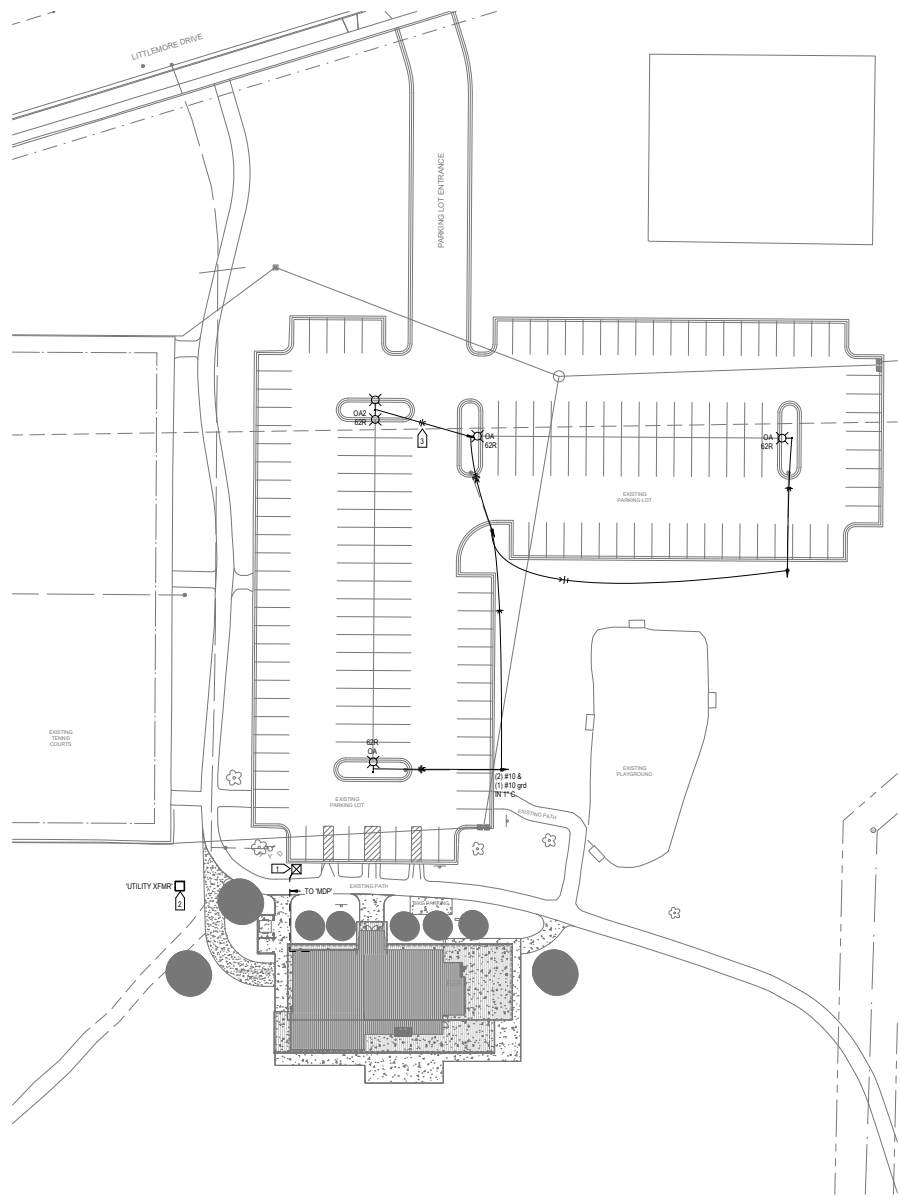 LITTLEMORE DRIVE
PARKING LOT ENTRANCE
OA2
62R
3
OA
62R
OA
62R
EXISTING
PARKING LOT
EXISTING
TENNIS
COURTS
62R
OA
EXISTING
PLAYGROUND
(2) #10 &
(1) #10 grd
IN 1" C.
EXISTING
PARKING LOT
EXISTING PATH
1
'UTILITY XFMR'
2
TO 'MDP'
EXISTING PATH
BIKE PARKING